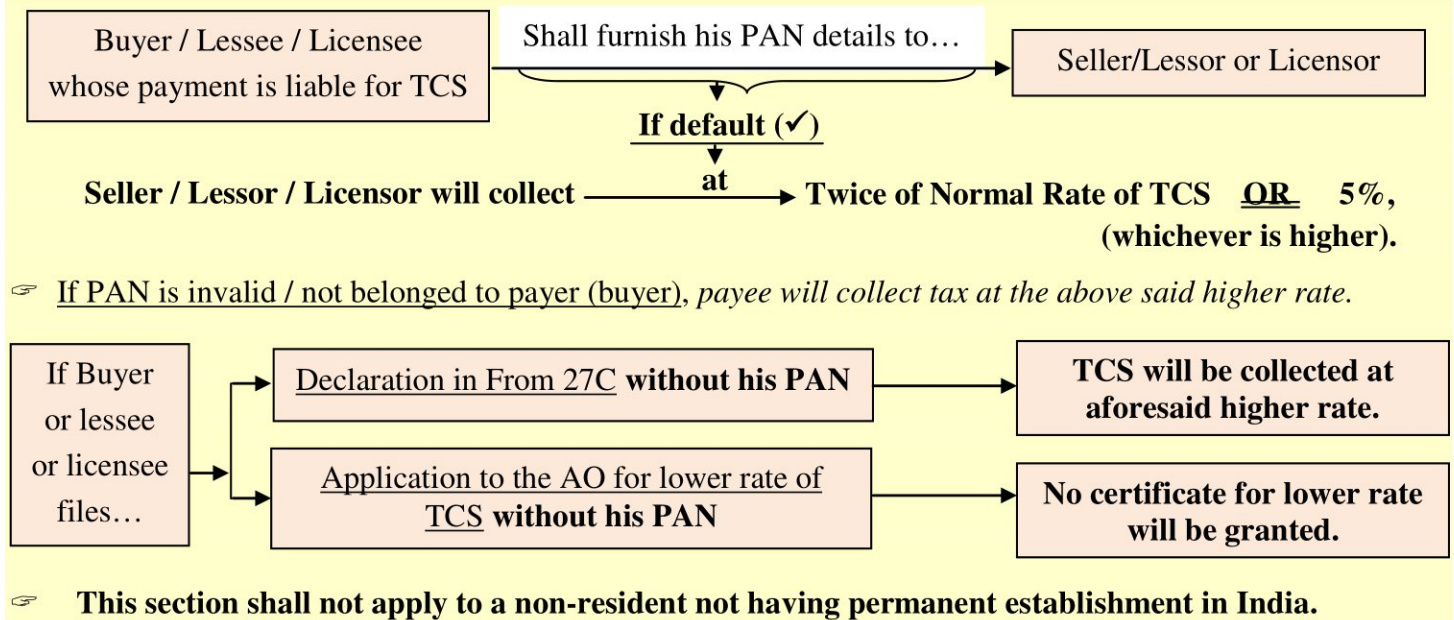 Buyer / Lessee / Licensee
whose payment is liable for TCS
Shall furnish his PAN details to…
Seller/Lessor or Licensor
If default (✓)
Seller / Lessor / Licensor will collect
at
Twice of Normal Rate of TCS OR 5%,
(whichever is higher).
☞ If PAN is invalid / not belonged to payer (buyer), payee will collect tax at the above said higher rate.
If Buyer
or lessee
or licensee
files…
Declaration in From 27C without his PAN
TCS will be collected at
aforesaid higher rate.
Application to the AO for lower rate of
TCS without his PAN
No certificate for lower rate
will be granted.
☞ This section shall not apply to a non-resident not having permanent establishment in India.